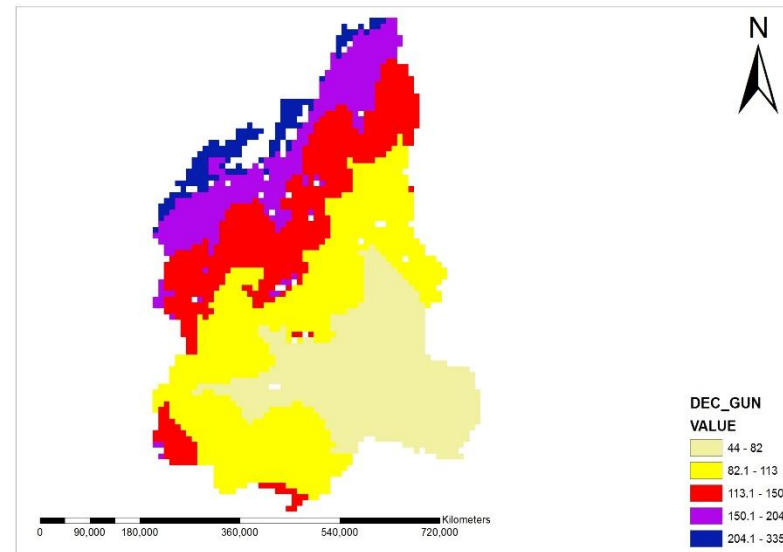 N
DEC_GUN
VALUE
44 - 82
82.1 - 113
113.1 - 150
150.1 - 204
204.1 - 335
Kilometers
0 90,000 180,000 360,000 540,000 720,000